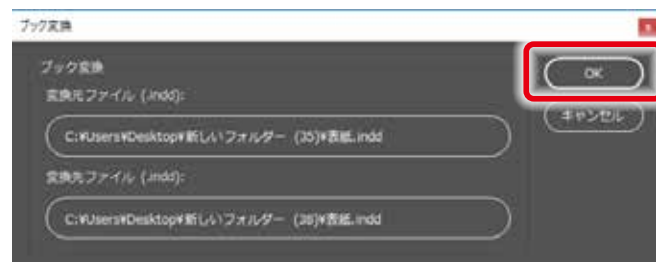 ブック変換
ブック変換
変換元ファイル (.indd):
C:¥Users¥Desktop¥新しいフォルダー (35)¥表紙.indd
変換先ファイル (.indd):
C:¥Users¥Desktop¥新しいフォルダー (38)¥表紙.indd
OK
キャンセル